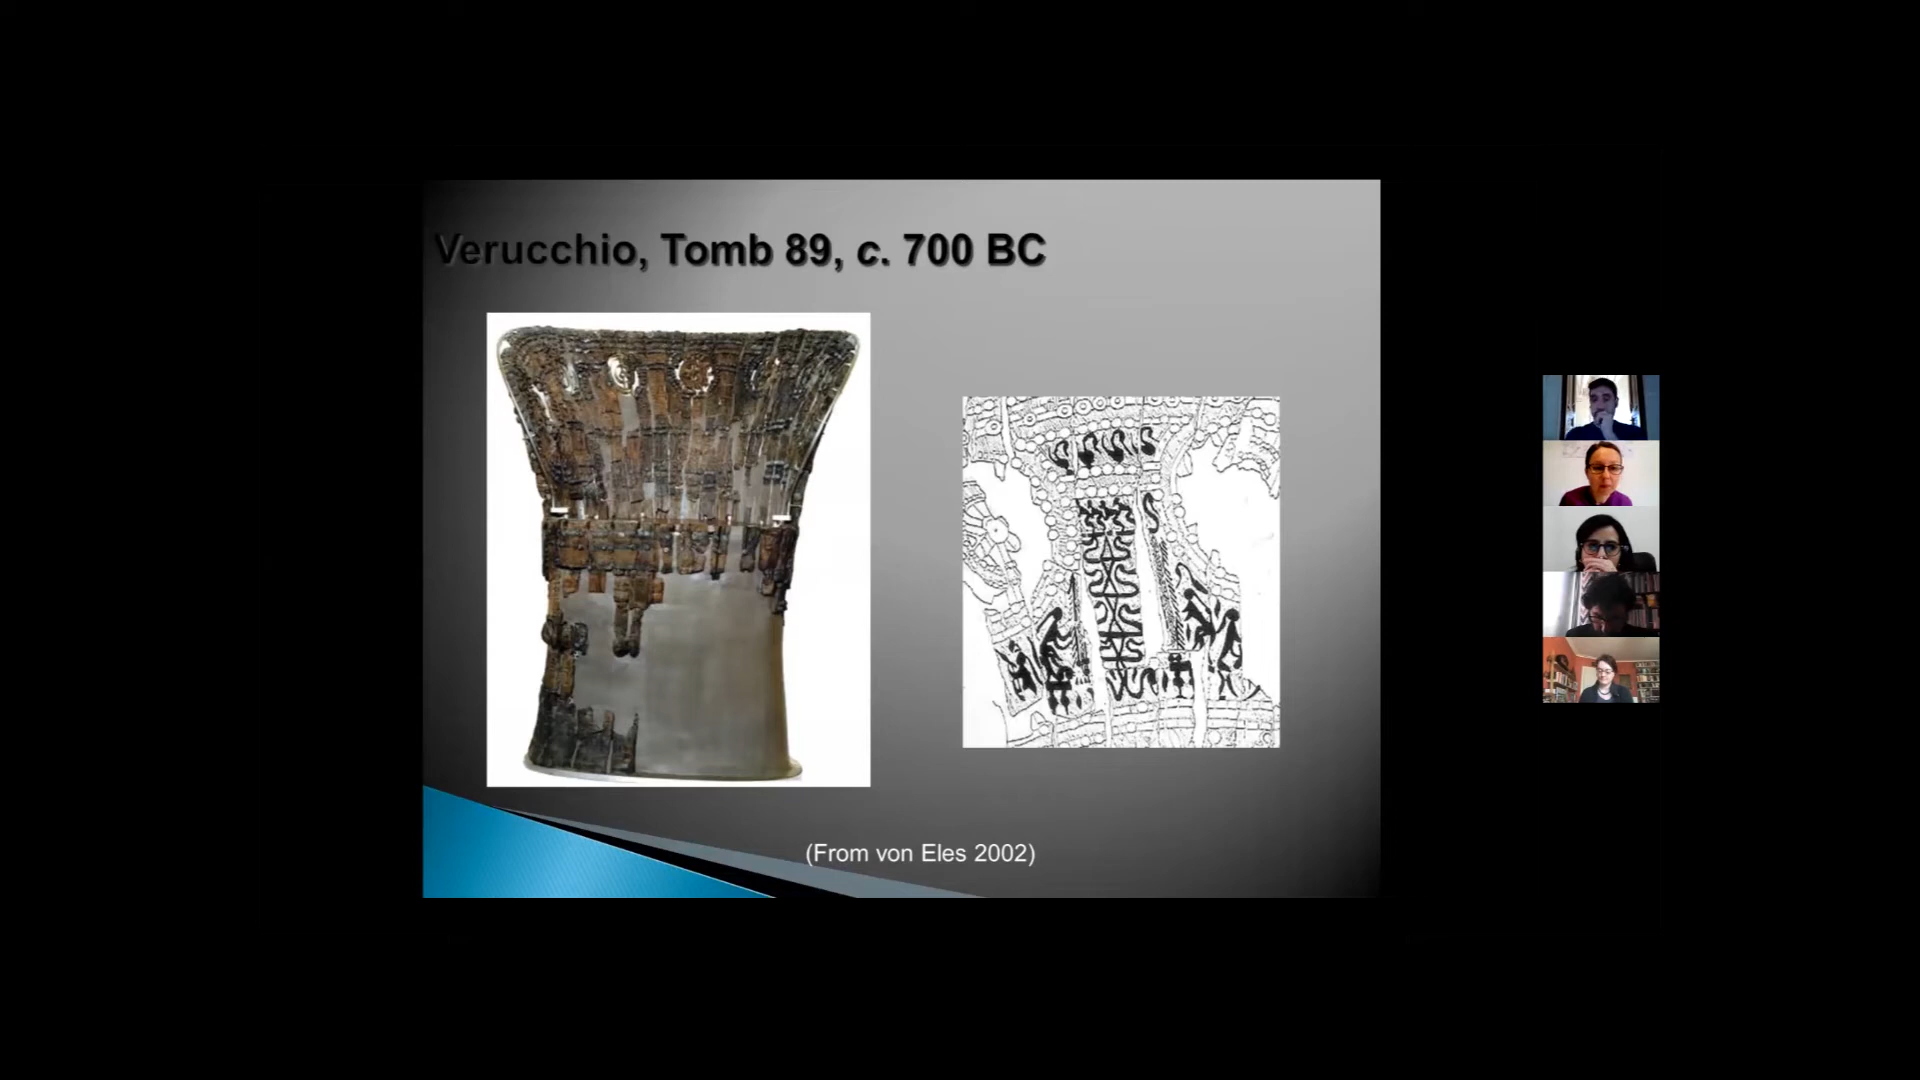 Verucchio, Tomb 89, c. 700 BC
(From von Eles 2002)